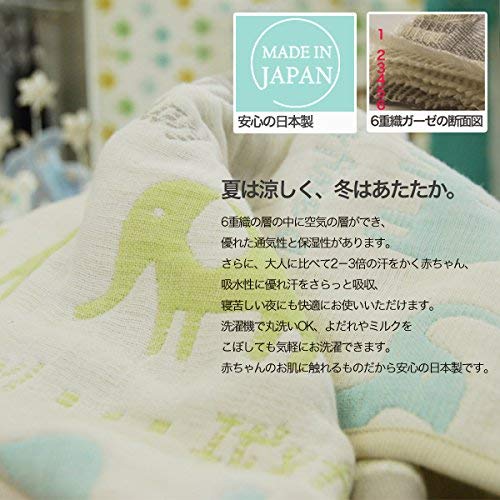 MADE IN
JAPAN
安心の日本製
1
2
3
4
5
6
6重織ガーゼの断面図
夏は涼しく、冬はあたたか。
6重織の層の中に空気の層ができ、
優れた通気性と保湿性があります。
さらに、大人に比べて2−3倍の汗をかく赤ちゃん、
吸水性に優れ汗をさらっと吸収、
寝苦しい夜にも快適にお使いいただけます。
洗濯機で丸洗いOK、よだれやミルクを
こぼしても気軽にお洗濯できます。
赤ちゃんのお肌に触れるものだから安心の日本製です。
It's